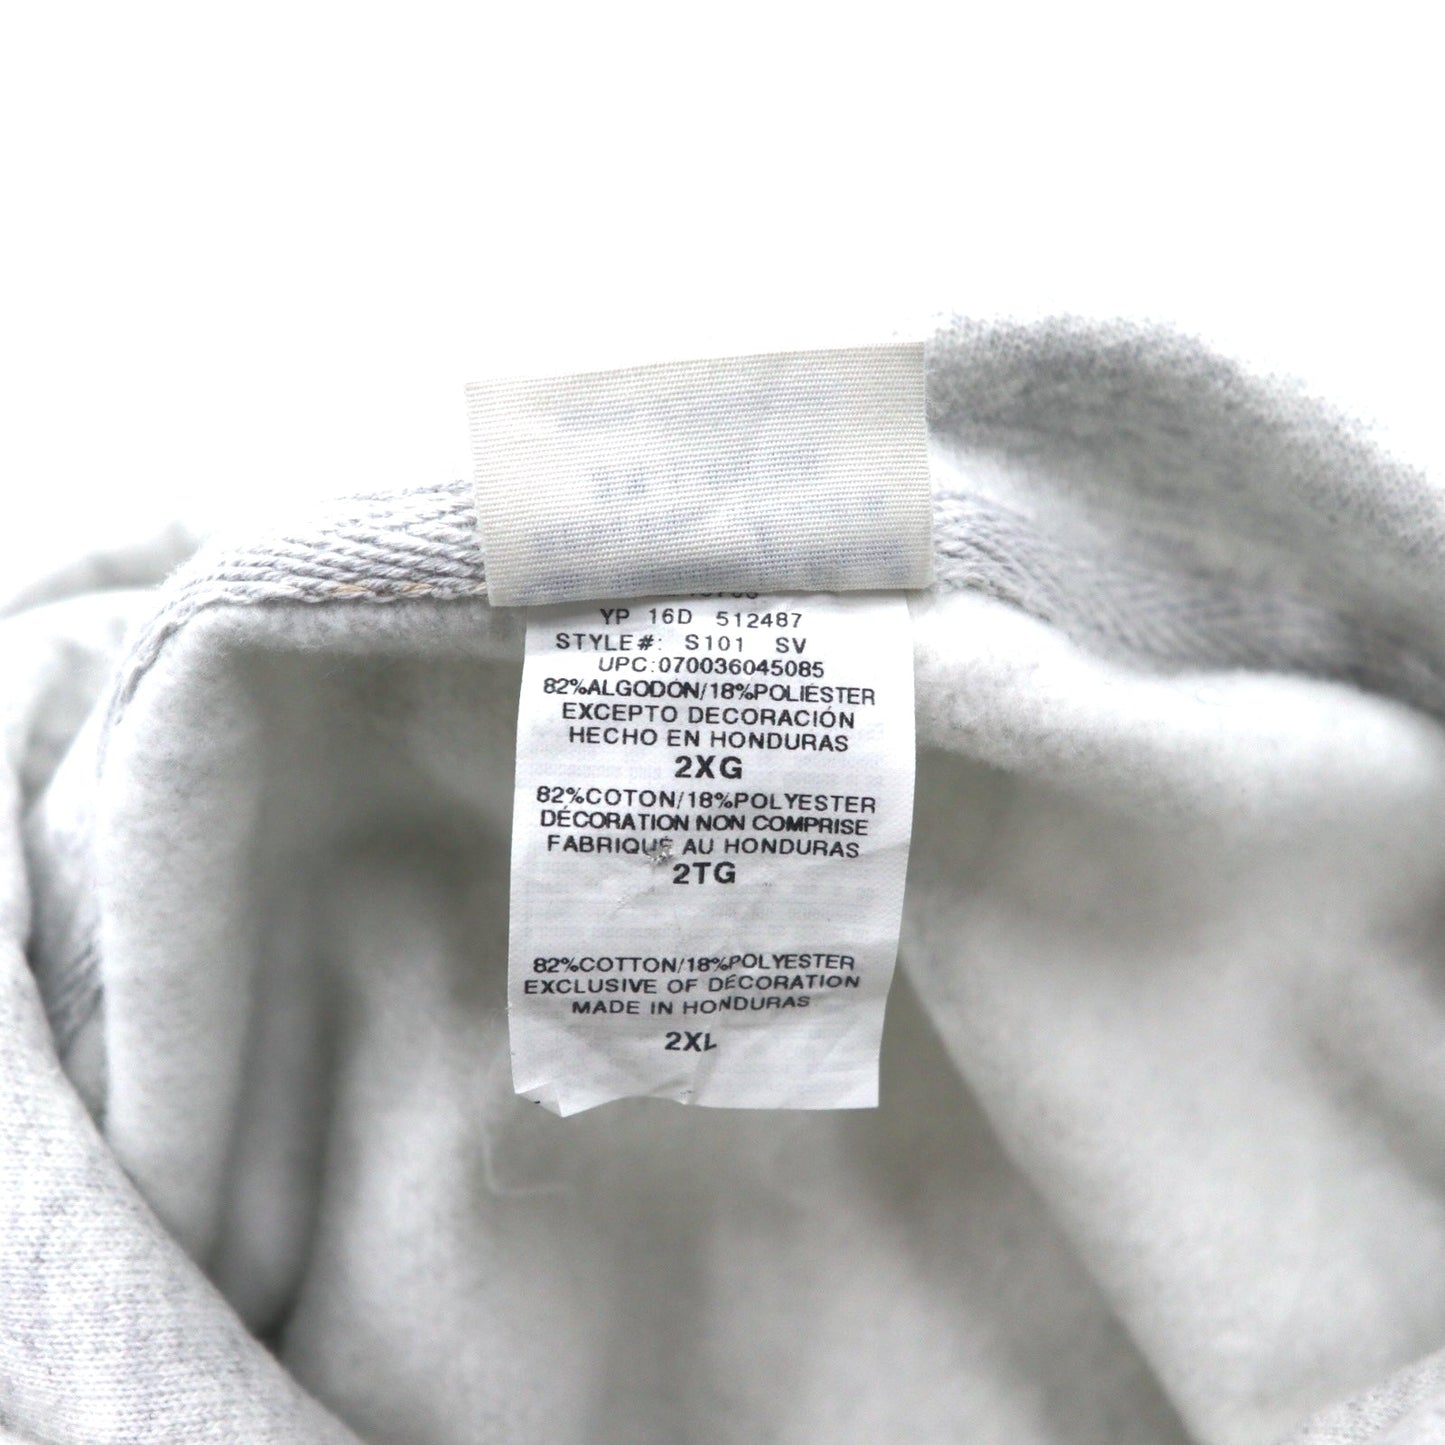 YP 16D 512487
STYLE#: S101 SV
UPC:070036045085
82%ALGODÓN/18%POLIÉSTER
EXCEPTO DECORACIÓN
HECHO EN HONDURAS
2XG
82%COTON/18%POLYESTER
DÉCORATION NON COMPRISE
FABRIQUÉ AU HONDURAS
2TG
82%COTTON/18%POLYESTER
EXCLUSIVE OF DECORATION
MADE IN HONDURAS
2XL